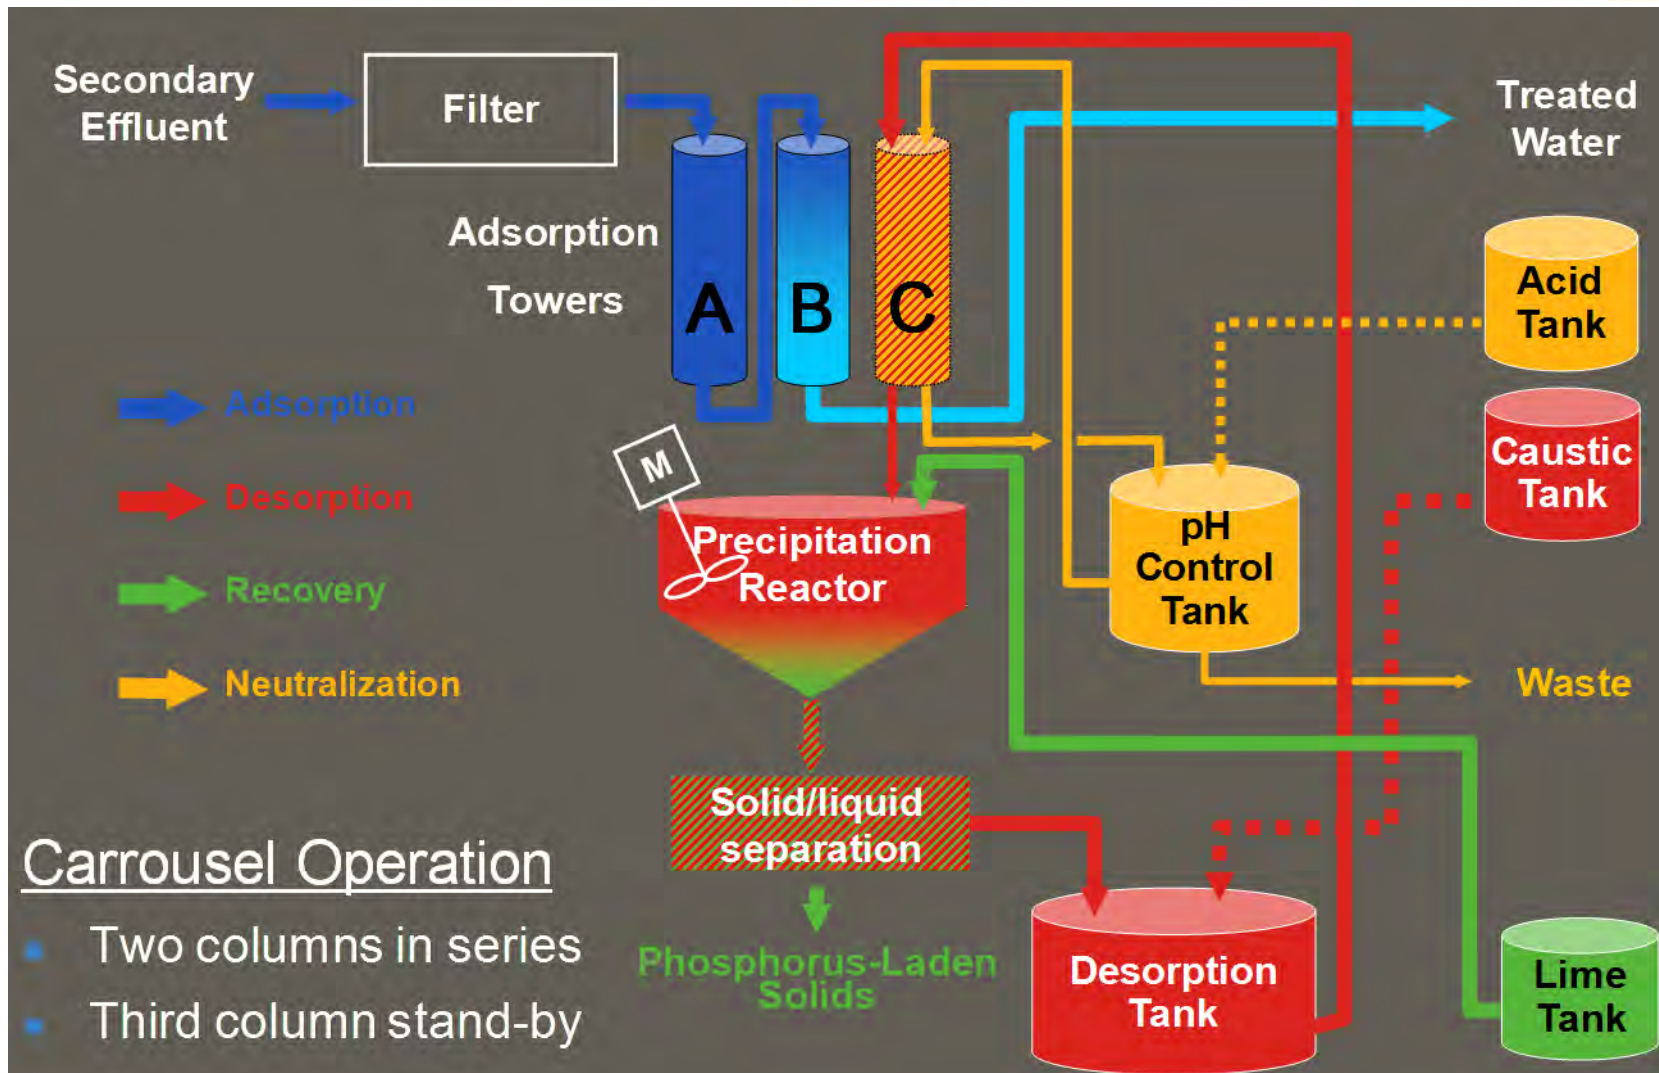 Secondary
Effluent
Filter
Treated
Water
Adsorption
Towers
A
B
C
Acid
Tank
Caustic
Tank
Adsorption
Desorption
Recovery
Neutralization
M
Precipitation
Reactor
pH
Control
Tank
Waste
Solid/liquid
separation
Phosphorus-Laden
Solids
Desorption
Tank
Lime
Tank
Carrousel Operation
Two columns in series
Third column stand-by